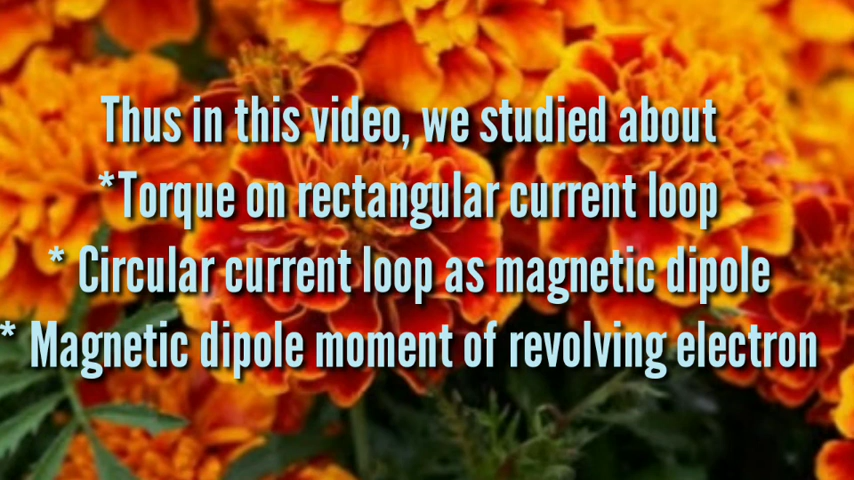 Thus in this video, we studied about
*Torque on rectangular current loop
* Circular current loop as magnetic dipole
* Magnetic dipole moment of revolving electron